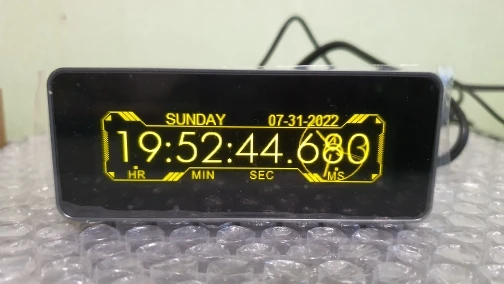 SUNDAY 07-31-2022
19:52:44.680
HR MIN SEC MS